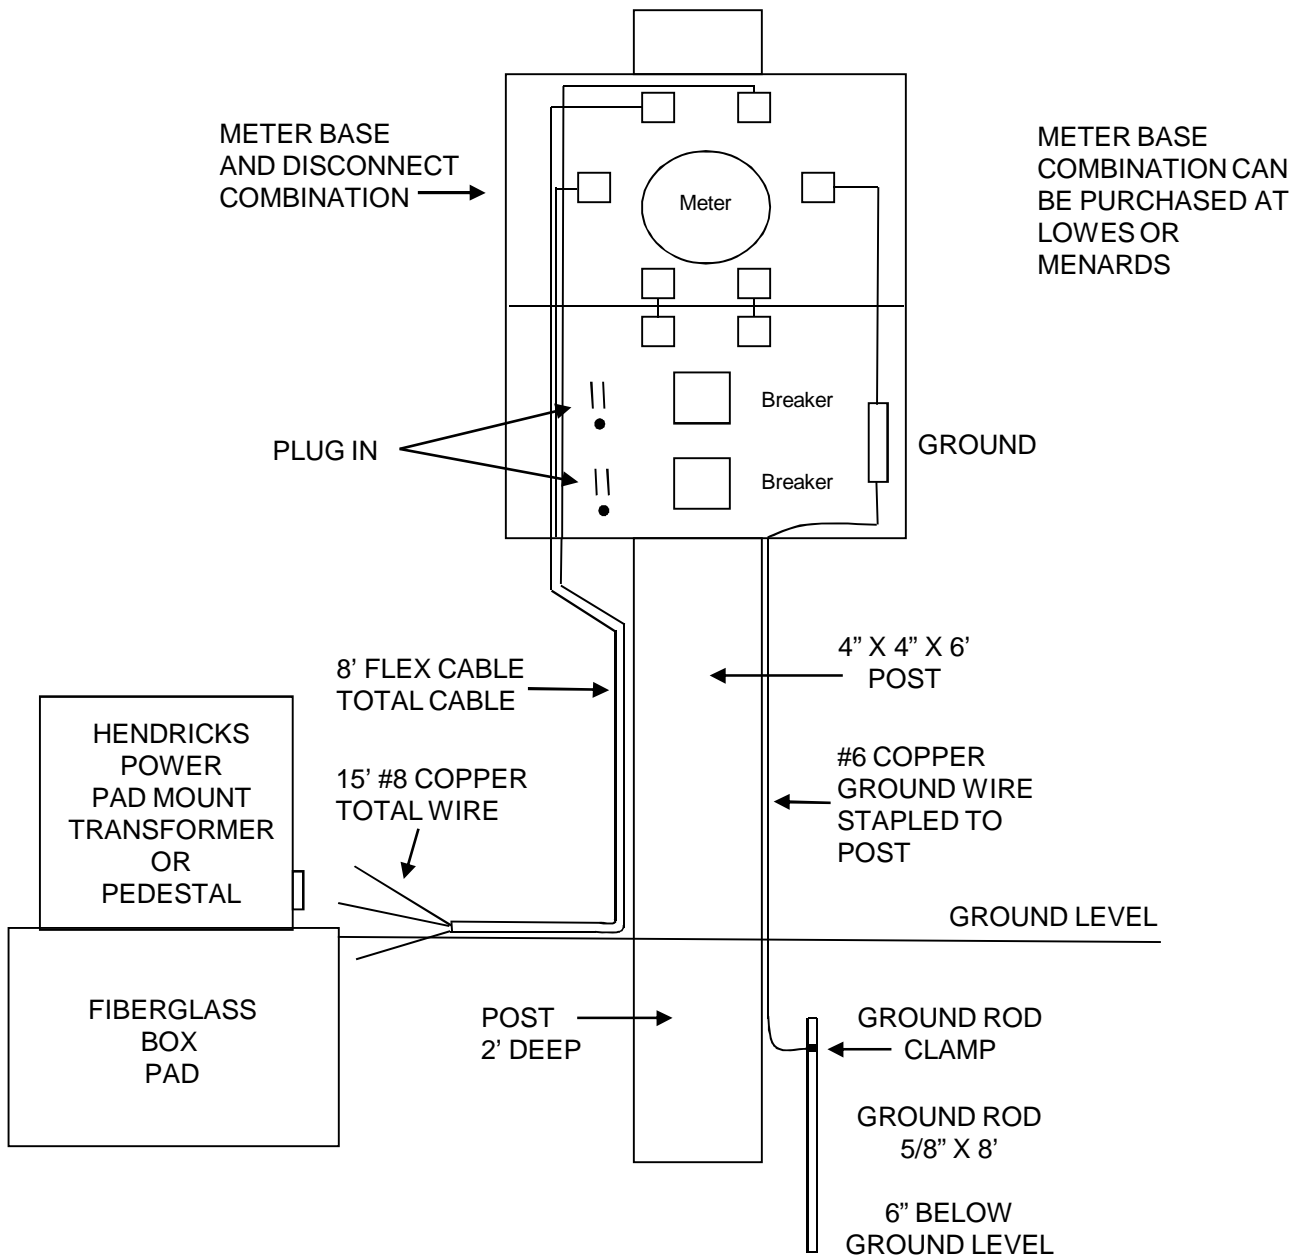 METER BASE
AND DISCONNECT
COMBINATION
METER BASE
COMBINATION CAN
BE PURCHASED AT
LOWES OR
MENARDS
Meter
Breaker
GROUND
PLUG IN
Breaker
4” X 4” X 6’
POST
8’ FLEX CABLE
TOTAL CABLE
HENDRICKS
POWER
PAD MOUNT
TRANSFORMER
OR
PEDESTAL
15’ #8 COPPER
TOTAL WIRE
#6 COPPER
GROUND WIRE
STAPLED TO
POST
GROUND LEVEL
FIBERGLASS
BOX
PAD
POST
2’ DEEP
GROUND ROD
CLAMP
GROUND ROD
5/8” X 8’
6” BELOW
GROUND LEVEL